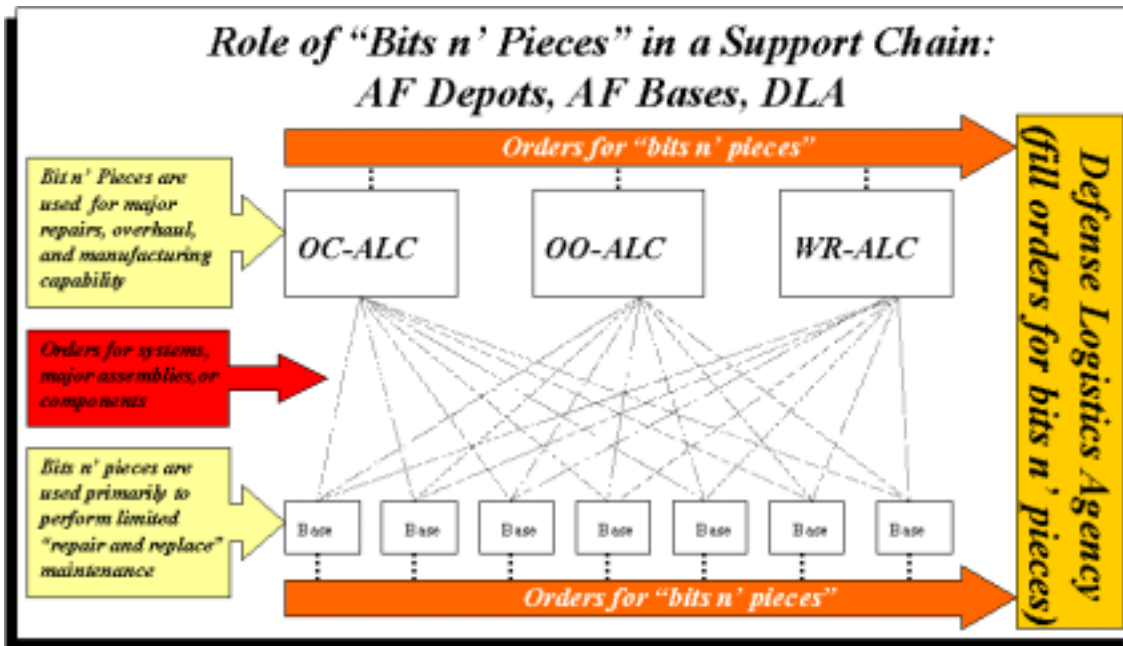 Role of “Bits n’ Pieces” in a Support Chain:
AF Depots, AF Bases, DLA
Orders for “bits n’ pieces”
Bit n’ Pieces are
used for major
repairs, overhaul,
and manufacturing
capability
OC-ALC
OO-ALC
WR-ALC
Orders for systems,
major assemblies, or
components
Bits n’ pieces are
used primarily to
perform limited
“repair and replace”
maintenance
Base
Base
Base
Base
Base
Base
Base
Orders for “bits n’ pieces”
Defense Logistics Agency
(fill orders for bits n’ pieces)